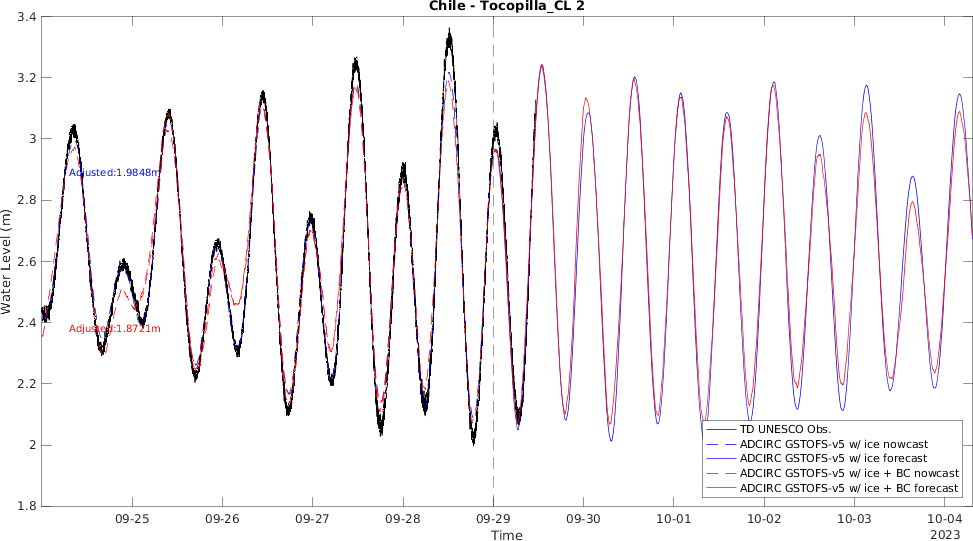 Chile - Tocopilla_CL 2
3.4
3.2
3
2.8
2.6
2.4
2.2
2
1.8
Water Level (m)
Adjusted:1.9848m
Adjusted:1.8721m
TD UNESCO Obs.
ADCIRC GSTOFS-v5 w/ ice nowcast
ADCIRC GSTOFS-v5 w/ ice forecast
ADCIRC GSTOFS-v5 w/ ice + BC nowcast
ADCIRC GSTOFS-v5 w/ ice + BC forecast
09-25 09-26 09-27 09-28 09-29 09-30 10-01 10-02 10-03 10-04
2023
Time